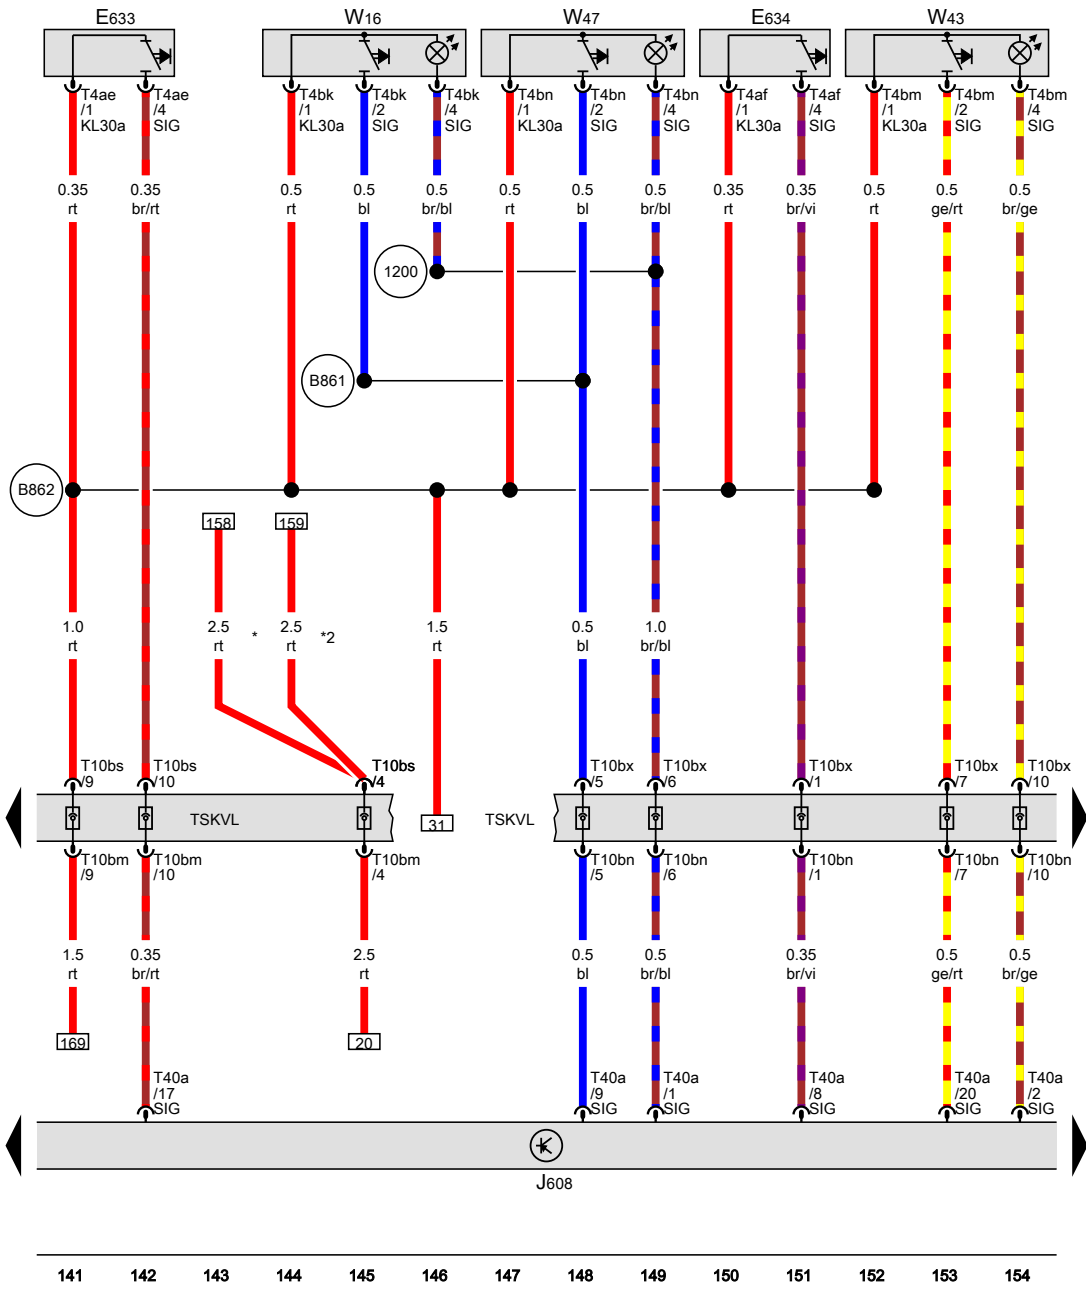 E633 W16 W47 E634 W43
T4ae T4ae T4bk T4bk T4bk T4bn T4bn T4bn T4af T4af T4bm T4bm T4bm
/1 /4 /1 /2 /4 /1 /2 /4 /1 /4 /1 /2 /4
KL30a SIG KL30a SIG SIG KL30a SIG SIG KL30a SIG KL30a SIG SIG
0.35 0.35 0.5 0.5 0.5 0.5 0.5 0.5 0.35 0.35 0.5 0.5 0.5
rt br/rt rt bl br/bl rt bl br/bl rt br/vi rt ge/rt br/ge
1200
B861
B862
158 159
1.0 2.5 * 2.5 *2 1.5 0.5 1.0
rt rt rt rt bl br/bl
T10bs T10bs T10bs T10bx T10bx T10bx T10bx T10bx
/9 /10 /4 /5 /6 /1 /7 /10
TSKVL 31 TSKVL
T10bm T10bm T10bm T10bn T10bn T10bn T10bn T10bn
/9 /10 /4 /5 /6 /1 /7 /10
1.5 0.35 2.5 0.5 0.5 0.35 0.5 0.5
rt br/rt rt bl br/bl br/vi ge/rt br/ge
169 20
T40a T40a T40a T40a T40a T40a
/17 /9 /1 /8 /20 /2
SIG SIG SIG SIG SIG SIG
J608
141 142 143 144 145 146 147 148 149 150 151 152 153 154